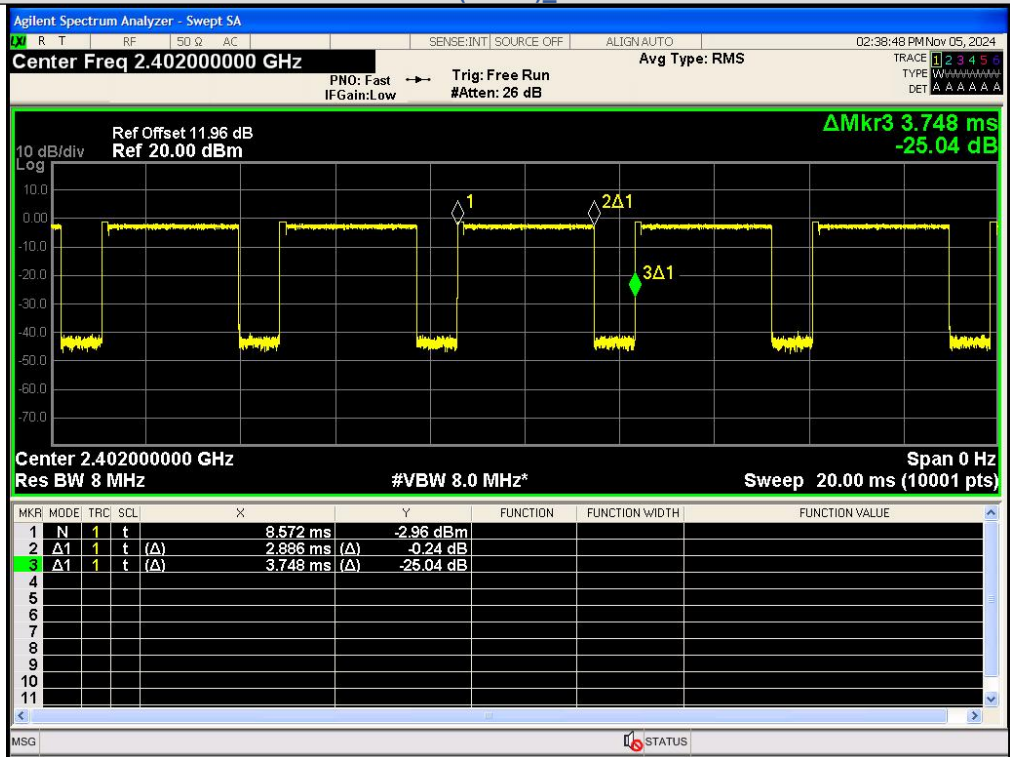 Agilent Spectrum Analyzer - Swept SA
LXI R T RF 50 Ω AC SENSE:INT SOURCE OFF ALIGN AUTO 02:38:48 PM Nov 05, 2024
Center Freq 2.402000000 GHz Avg Type: RMS TRACE 1 2 3 4 5 6
PNO: Fast Trig: Free Run TYPE WWWWWW
IFGain:Low #Atten: 26 dB DET A A A A A A
ΔMkr3 3.748 ms
-25.04 dB
Ref Offset 11.96 dB
10 dB/div Ref 20.00 dBm
Log
10.0
0.00
-10.0
-20.0
-30.0
-40.0
-50.0
-60.0
-70.0
1
2Δ1
3Δ1
Center 2.402000000 GHz Span 0 Hz
Res BW 8 MHz #VBW 8.0 MHz* Sweep 20.00 ms (10001 pts)
MKR MODE TRC SCL X Y FUNCTION FUNCTION WIDTH FUNCTION VALUE
1 N 1 t 8.572 ms -2.96 dBm
2 Δ1 1 t (Δ) 2.886 ms (Δ) -0.24 dB
3 Δ1 1 t (Δ) 3.748 ms (Δ) -25.04 dB
4
5
6
7
8
9
10
11
MSG STATUS